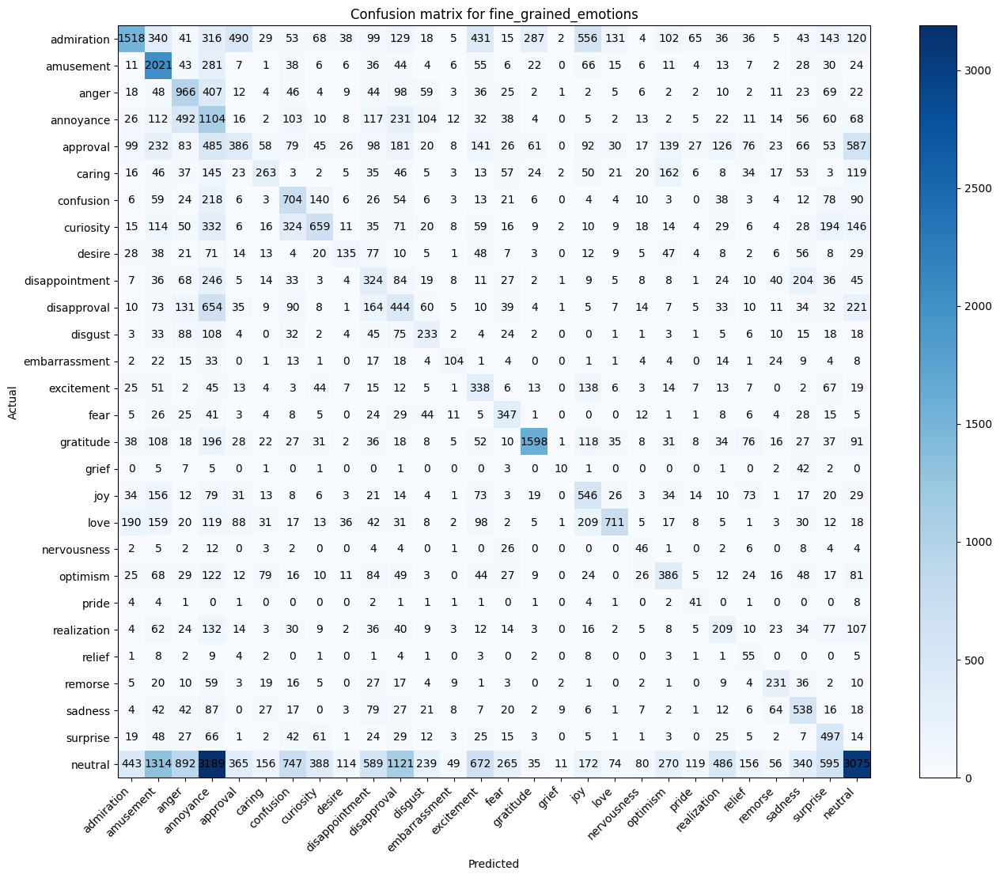 Confusion matrix for fine_grained_emotions
admiration 1518 340 41 316 490 29 53 68 38 99 129 18 5 431 15 287 2 556 131 4 102 65 36 36 5 43 143 120
amusement 11 2021 43 281 7 1 38 6 6 36 44 4 6 55 6 22 0 66 15 6 11 4 13 7 2 28 30 24
anger 18 48 966 407 12 4 46 4 9 44 98 59 3 36 25 2 1 2 5 6 2 2 10 2 11 23 69 22
annoyance 26 112 492 1104 16 2 103 10 8 117 231 104 12 32 38 4 0 5 2 13 2 5 22 11 14 56 60 68
approval 99 232 83 485 386 58 79 45 26 98 181 20 8 141 26 61 0 92 30 17 139 27 126 76 23 66 53 587
caring 16 46 37 145 23 263 3 2 5 35 46 5 3 13 57 24 2 50 21 20 162 6 8 34 17 53 3 119
confusion 6 59 24 218 6 3 704 140 6 26 54 6 3 13 21 6 0 4 4 10 3 0 38 3 4 12 78 90
curiosity 15 114 50 332 6 16 324 659 11 35 71 20 8 59 16 9 2 10 9 18 14 4 29 6 4 28 194 146
desire 28 38 21 71 14 13 4 20 135 77 10 5 1 48 7 3 0 12 9 5 47 4 8 2 6 56 8 29
disappointment 7 36 68 246 5 14 33 3 4 324 84 19 8 11 27 2 1 9 5 8 8 1 24 10 40 204 36 45
disapproval 10 73 131 654 35 9 90 8 1 164 444 60 5 10 39 4 1 5 7 14 7 5 33 10 11 34 32 221
disgust 3 33 88 108 4 0 32 2 4 45 75 233 2 4 24 2 0 0 1 1 3 1 5 6 10 15 18 18
embarrassment 2 22 15 33 0 1 13 1 0 17 18 4 104 1 4 0 0 1 1 4 4 0 14 1 24 9 4 8
excitement 25 51 2 45 13 4 3 44 7 15 12 5 1 338 6 13 0 138 6 3 14 7 13 7 0 2 67 19
fear 5 26 25 41 3 4 8 5 0 24 29 44 11 5 347 1 0 0 0 12 1 1 8 6 4 28 15 5
gratitude 38 108 18 196 28 22 27 31 2 36 18 8 5 52 10 1598 1 118 35 8 31 8 34 76 16 27 37 91
grief 0 5 7 5 0 1 0 1 0 0 1 0 0 0 3 0 10 1 0 0 0 0 1 0 2 42 2 0
joy 34 156 12 79 31 13 8 6 3 21 14 4 1 73 3 19 0 546 26 3 34 14 10 73 1 17 20 29
love 190 159 20 119 88 31 17 13 36 42 31 8 2 98 2 5 1 209 711 5 17 8 5 1 3 30 12 18
nervousness 2 5 2 12 0 3 2 0 0 4 4 0 1 0 26 0 0 0 0 46 1 0 2 6 0 8 4 4
optimism 25 68 29 122 12 79 16 10 11 84 49 3 0 44 27 9 0 24 0 26 386 5 12 24 16 48 17 81
pride 4 4 1 0 1 0 0 0 0 2 1 1 1 1 0 1 0 4 1 0 2 41 0 1 0 0 0 8
realization 4 62 24 132 14 3 30 9 2 36 40 9 3 12 14 3 0 16 2 5 8 5 209 10 23 34 77 107
relief 1 8 2 9 4 2 0 1 0 1 4 1 0 3 0 2 0 8 0 0 3 1 1 55 0 0 0 5
remorse 5 20 10 59 3 19 16 5 0 27 17 4 9 1 3 0 2 1 0 2 1 0 9 4 231 36 2 10
sadness 4 42 42 87 0 27 17 0 3 79 27 21 8 7 20 2 9 6 1 7 2 1 12 6 64 538 16 18
surprise 19 48 27 66 1 2 42 61 1 24 29 12 3 25 15 3 0 5 1 1 3 0 25 5 2 7 497 14
neutral 443 1314 892 3189 365 156 747 388 114 589 1121 239 49 672 265 35 11 172 74 80 270 119 486 156 56 340 595 3075
Actual
admiration amusement anger annoyance approval caring confusion curiosity desire disappointment disapproval disgust embarrassment excitement fear gratitude grief joy love nervousness optimism pride realization relief remorse sadness surprise neutral
Predicted
3000
2500
2000
1500
1000
500
0